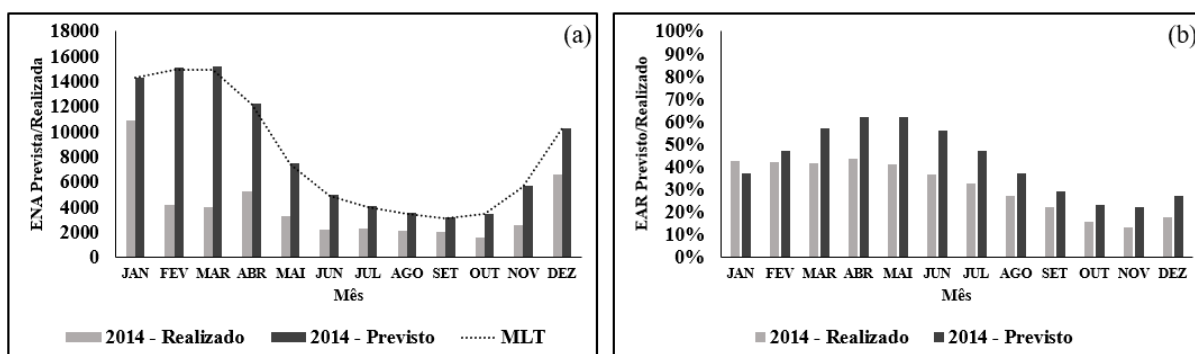 (a)
ENA Prevista/Realizada
18000
16000
14000
12000
10000
8000
6000
4000
2000
0
JAN FEV MAR ABR MAI JUN JUL AGO SET OUT NOV DEZ
Mês
2014 - Realizado 2014 - Previsto MLT
(b)
EAR Previsto/Realizado
100%
90%
80%
70%
60%
50%
40%
30%
20%
10%
0%
JAN FEV MAR ABR MAI JUN JUL AGO SET OUT NOV DEZ
Mês
2014 - Realizado 2014 - Previsto